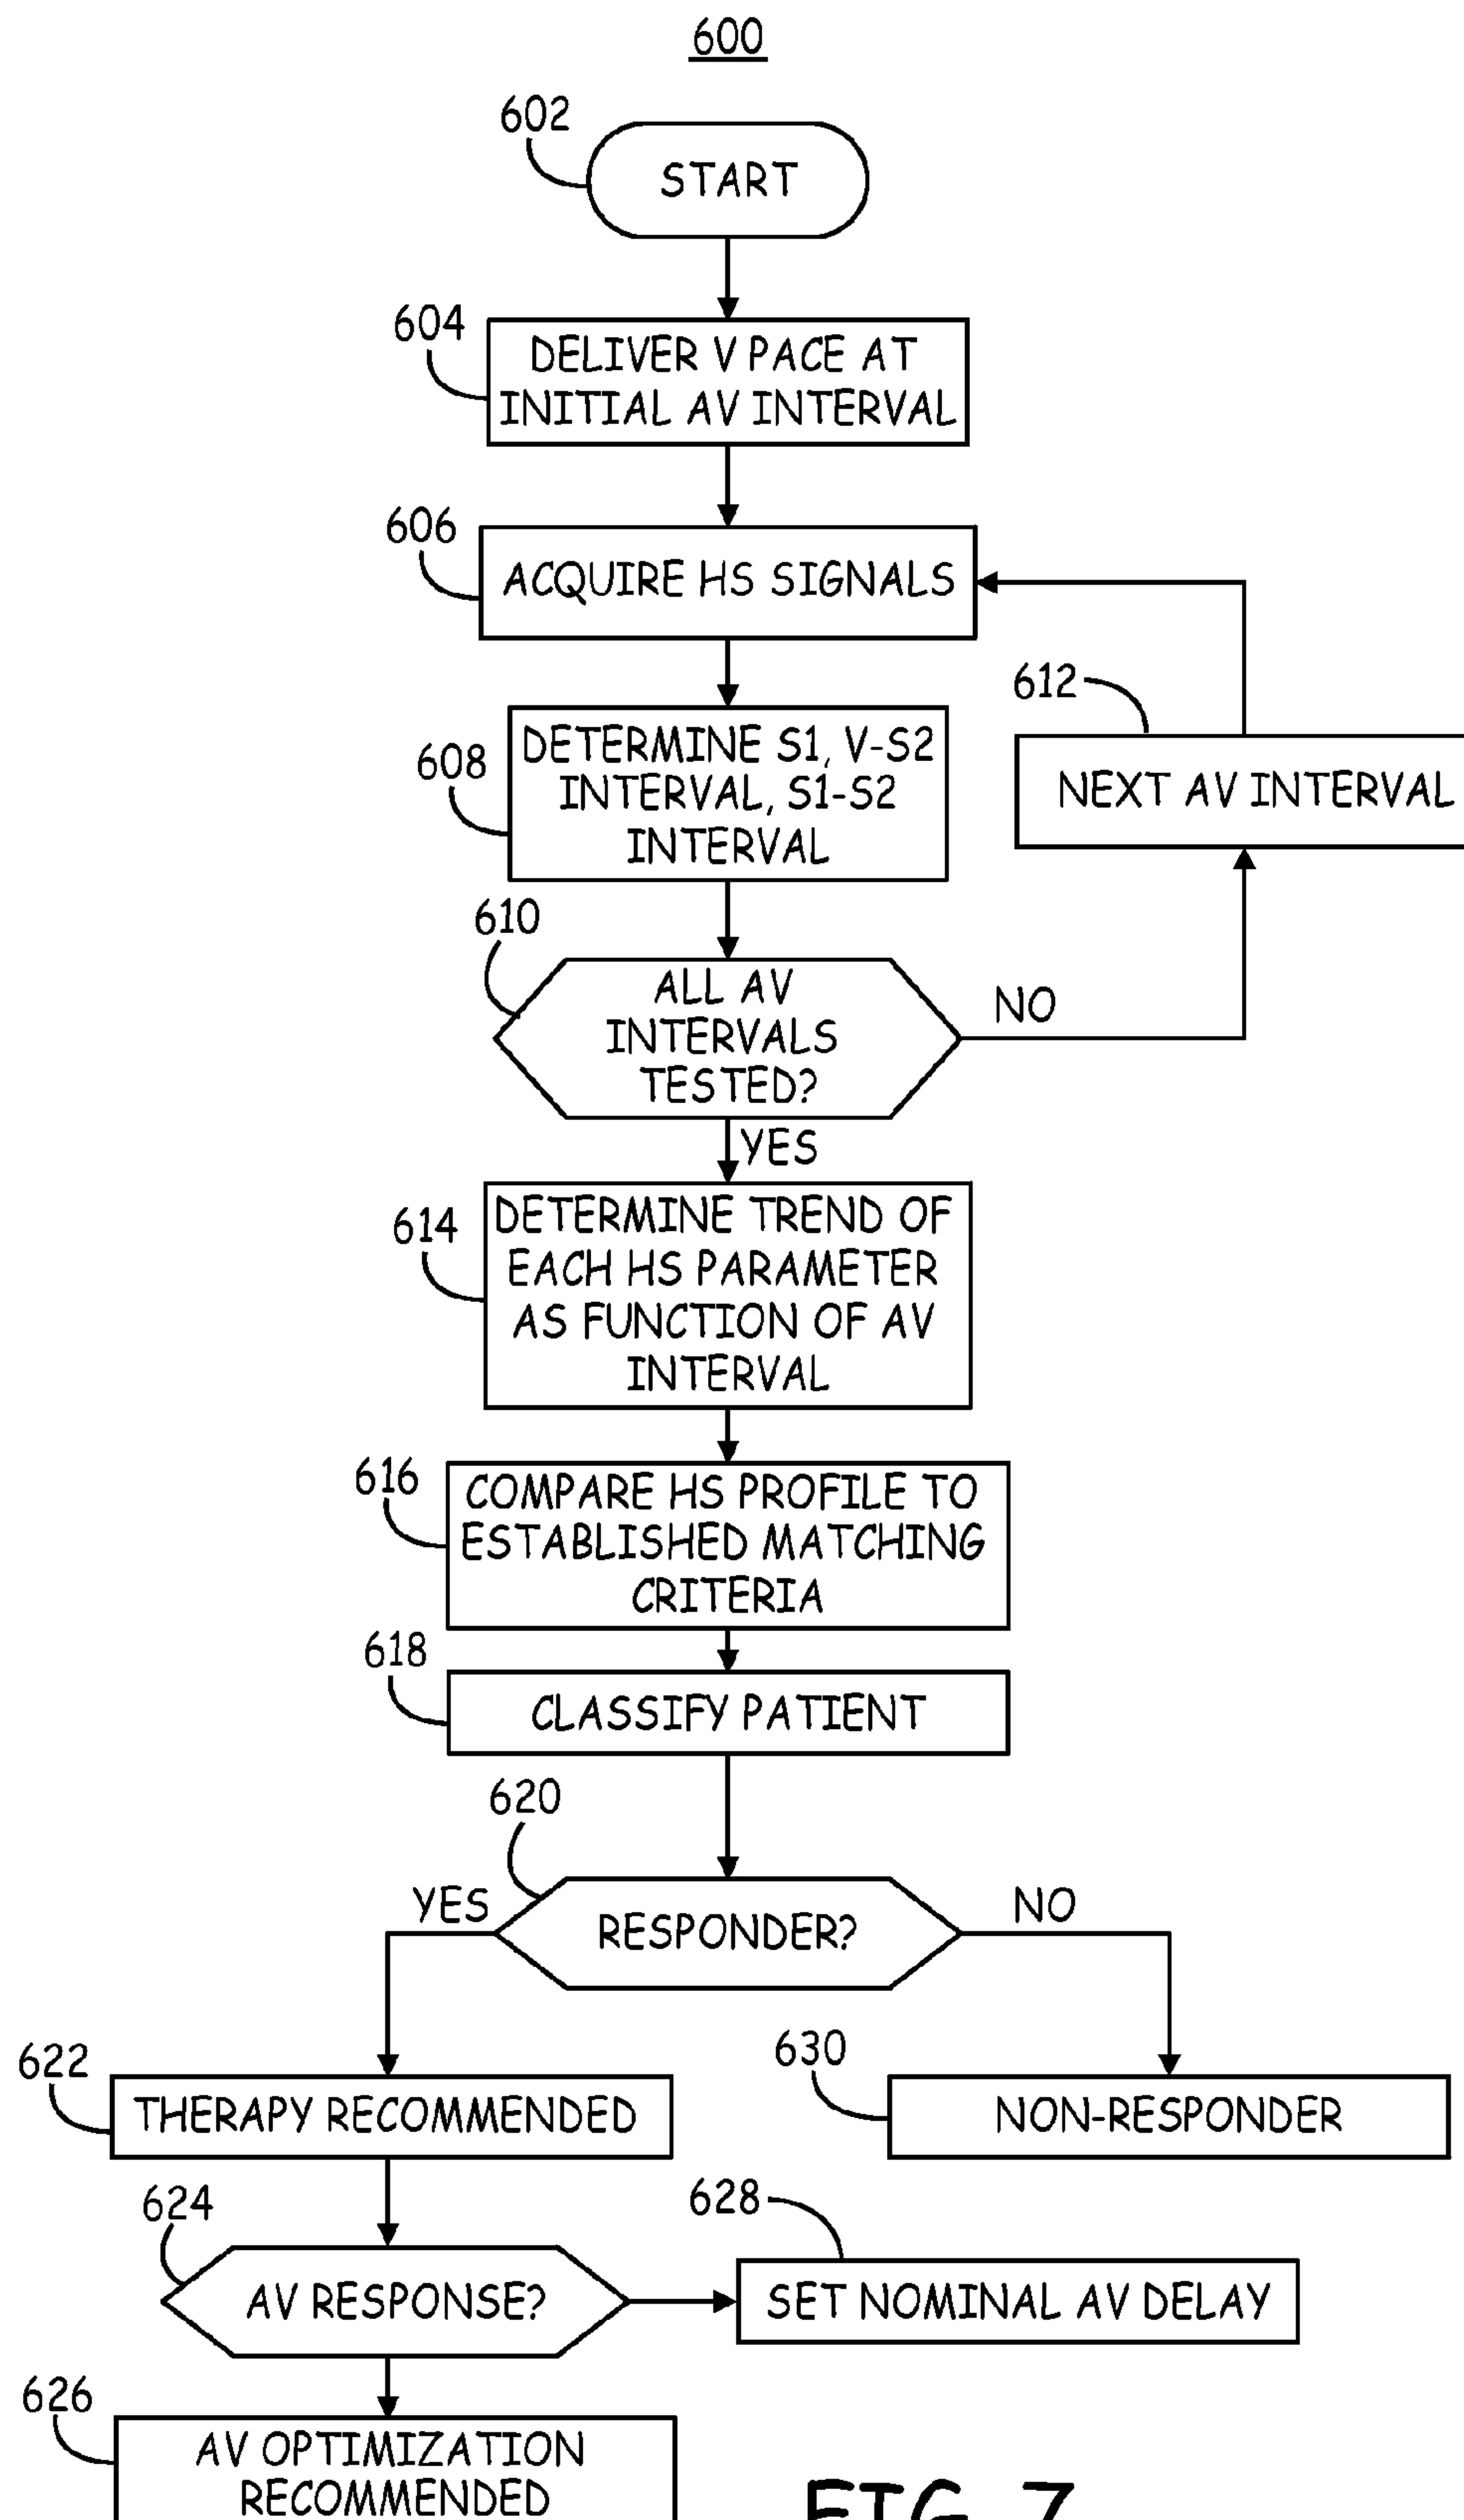 600
602
START
604
DELIVER V PACE AT
INITIAL AV INTERVAL
606
ACQUIRE HS SIGNALS
612
NEXT AV INTERVAL
608
DETERMINE S1, V-S2
INTERVAL, S1-S2
INTERVAL
610
ALL AV
INTERVALS
TESTED?
NO
YES
614
DETERMINE TREND OF
EACH HS PARAMETER
AS FUNCTION OF AV
INTERVAL
616
COMPARE HS PROFILE TO
ESTABLISHED MATCHING
CRITERIA
618
CLASSIFY PATIENT
620
YES
RESPONDER?
NO
622
THERAPY RECOMMENDED
630
NON-RESPONDER
624
AV RESPONSE?
628
SET NOMINAL AV DELAY
626
AV OPTIMIZATION
RECOMMENDED
FIG. 7